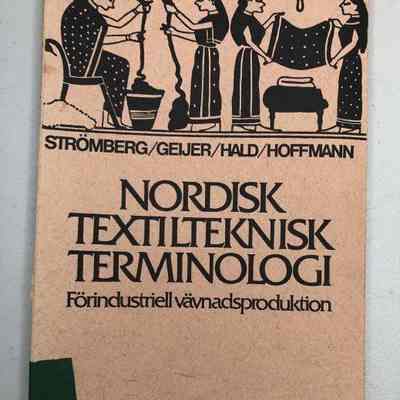 STRÖMBERG/GEIJER/HALD/HOFFMANN
NORDISK
TEXTILTEKNISK
TERMINOLOGI
Förindustriell vävnadsproduktion